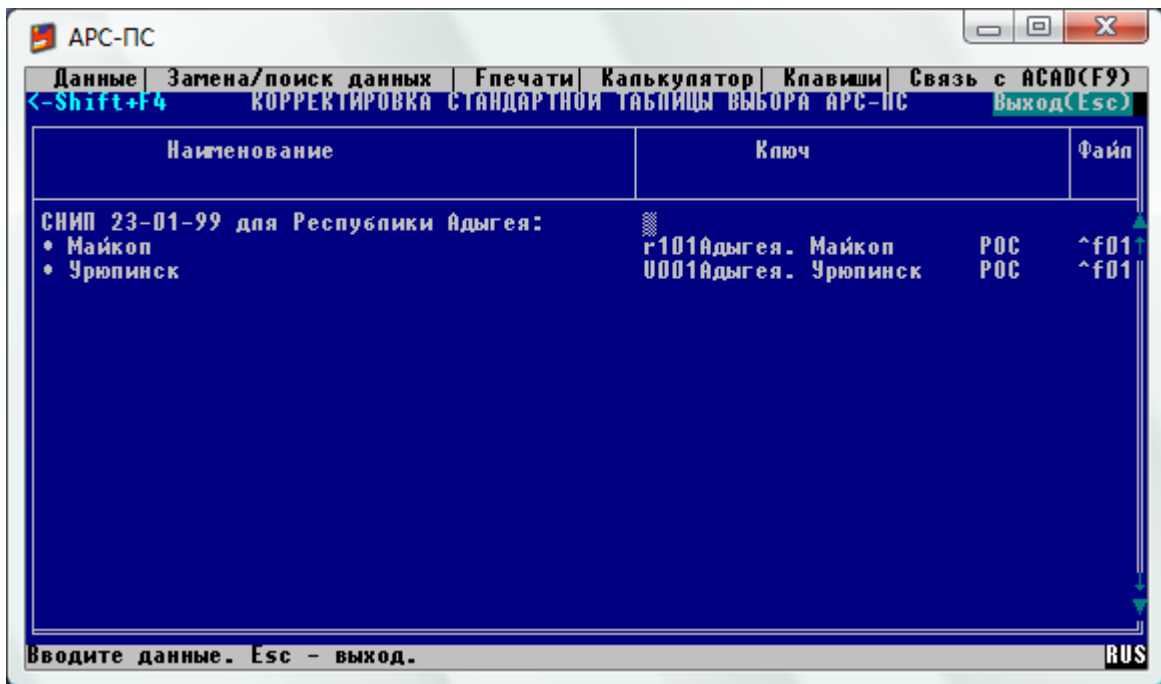 АРС-ПС
Данные| Замена/поиск данных | Fпечати| Калькулятор| Клавиши| Связь с ACAD(F9)
<-Shift+F4 КОРРЕКТИРОВКА СТАНДАРТНОЙ ТАБЛИЦЫ ВЫБОРА АРС-ПС Выход(Esc)
Наименование Ключ Файл
СНИП 23-01-99 для Республики Адыгея:
• Майкоп r101Адыгея. Майкоп РОС ^f01
• Урюпинск U001Адыгея. Урюпинск РОС ^f01
Вводите данные. Esc - выход. RUS